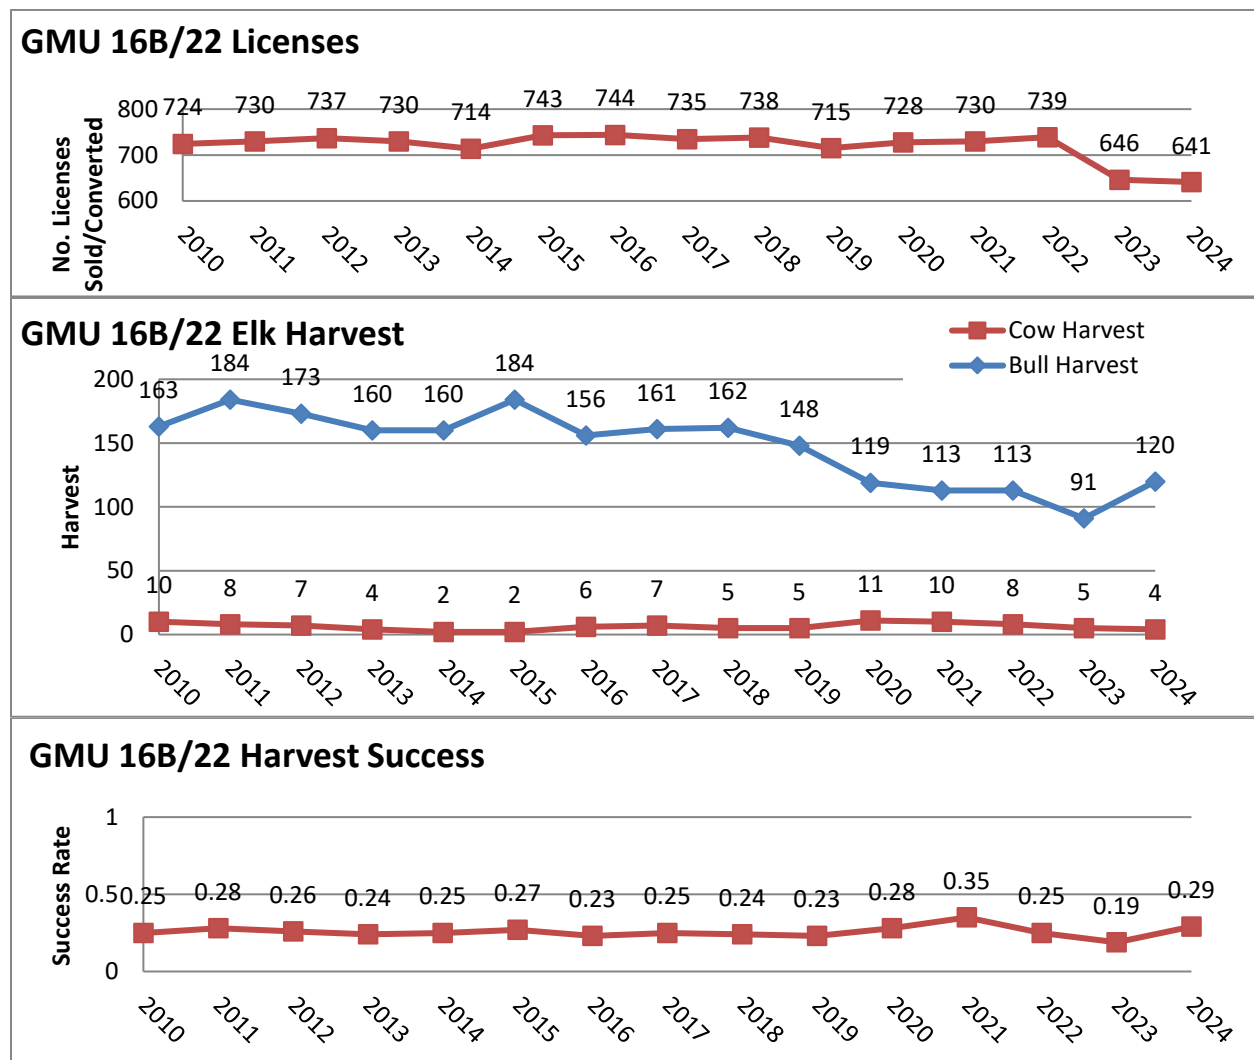 GMU 16B/22 Licenses
No. Licenses
Sold/Converted
800
700
600
724 730 737 730 714 743 744 735 738 715 728 730 739 646 641
2010 2011 2012 2013 2014 2015 2016 2017 2018 2019 2020 2021 2022 2023 2024
GMU 16B/22 Elk Harvest
Cow Harvest
Bull Harvest
Harvest
200
150
100
50
0
163 184 173 160 160 184 156 161 162 148 119 113 113 91 120
10 8 7 4 2 2 6 7 5 5 11 10 8 5 4
2010 2011 2012 2013 2014 2015 2016 2017 2018 2019 2020 2021 2022 2023 2024
GMU 16B/22 Harvest Success
Success Rate
1
0.5
0
0.25 0.28 0.26 0.24 0.25 0.27 0.23 0.25 0.24 0.23 0.28 0.35 0.25 0.19 0.29
2010 2011 2012 2013 2014 2015 2016 2017 2018 2019 2020 2021 2022 2023 2024